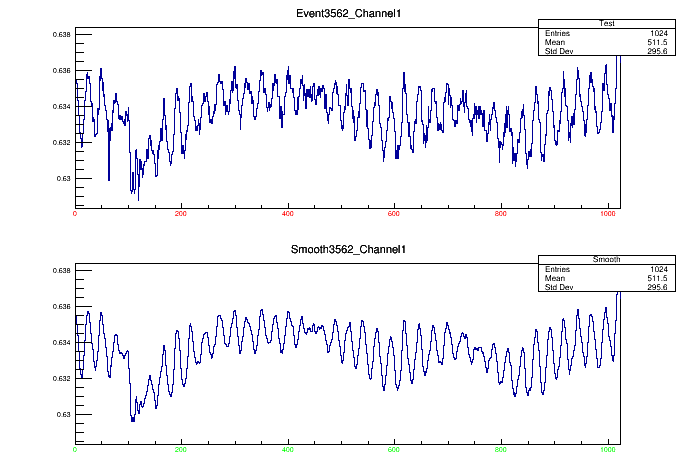 Event3562_Channel1
Test
Entries 1024
Mean 511.5
Std Dev 295.6
0.638
0.636
0.634
0.632
0.63
0 200 400 600 800 1000
Smooth3562_Channel1
Smooth
Entries 1024
Mean 511.5
Std Dev 295.6
0.638
0.636
0.634
0.632
0.63
0 200 400 600 800 1000